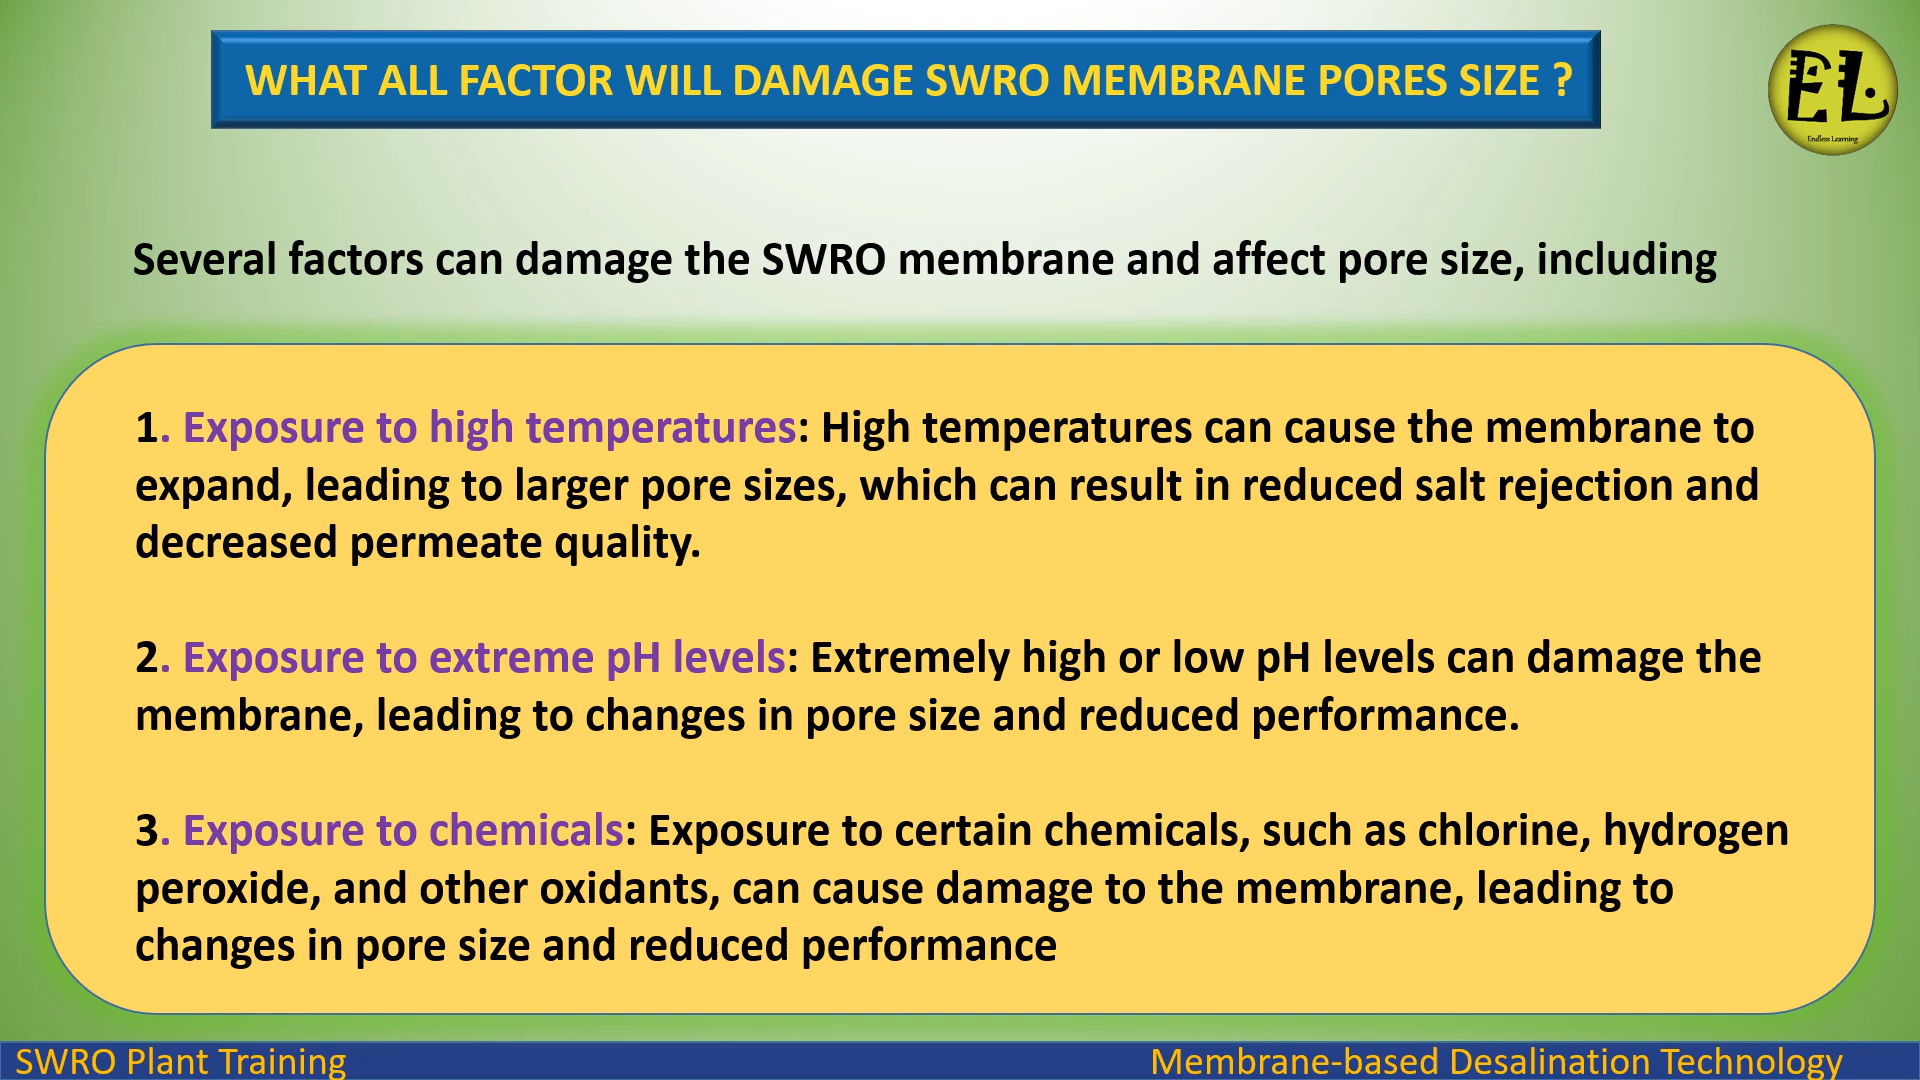 WHAT ALL FACTOR WILL DAMAGE SWRO MEMBRANE PORES SIZE ?
EL
Endless Learning
Several factors can damage the SWRO membrane and affect pore size, including
1. Exposure to high temperatures: High temperatures can cause the membrane to
expand, leading to larger pore sizes, which can result in reduced salt rejection and
decreased permeate quality.
2. Exposure to extreme pH levels: Extremely high or low pH levels can damage the
membrane, leading to changes in pore size and reduced performance.
3. Exposure to chemicals: Exposure to certain chemicals, such as chlorine, hydrogen
peroxide, and other oxidants, can cause damage to the membrane, leading to
changes in pore size and reduced performance
SWRO Plant Training
Membrane-based Desalination Technology